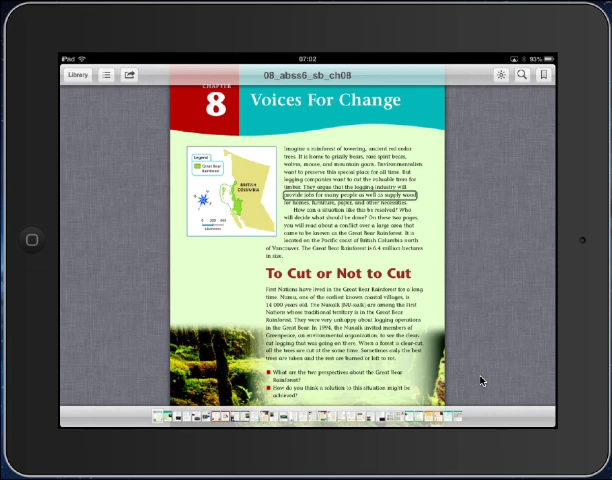 iPad
07:02
93%
Library
08_abss6_sb_ch08
CHAPTER
8
Voices For Change
Legend
Great Bear
Rainforest
BRITISH
COLUMBIA
Imagine a rainforest of towering, ancient red cedar
trees. It is home to grizzly bears, rare spirit bears,
wolves, moose, and mountain goats. Environmentalists
want to preserve this special place for all time. But
logging companies want to cut the valuable trees for
timber. They argue that the logging industry will
provide jobs for many people as well as supply wood
for homes, furniture, paper, and other necessities.
How can a situation like this be resolved? Who
will decide what should be done? On these two pages,
you will read about a conflict over a large area that
came to be known as the Great Bear Rainforest. It is
located on the Pacific coast of British Columbia north
of Vancouver. The Great Bear Rainforest is 6.4 million hectares
in size.
To Cut or Not to Cut
First Nations have lived in the Great Bear Rainforest for a long
time. Namu, one of the earliest known coastal villages, is
14 000 years old. The Nuxalk [NU-xalk] are among the First
Nations whose traditional territory is in the Great Bear
Rainforest. They were very unhappy about logging operations
in the Great Bear. In 1994, the Nuxalk invited members of
Greenpeace, an environmental organization, to see the clear-
cut logging that was going on there. When a forest is clear-cut,
all the trees are cut at the same time. Sometimes only the best
trees are taken and the rest are burned or left to rot.
What are the two perspectives about the Great Bear
Rainforest?
How do you think a solution to this situation might be
achieved?